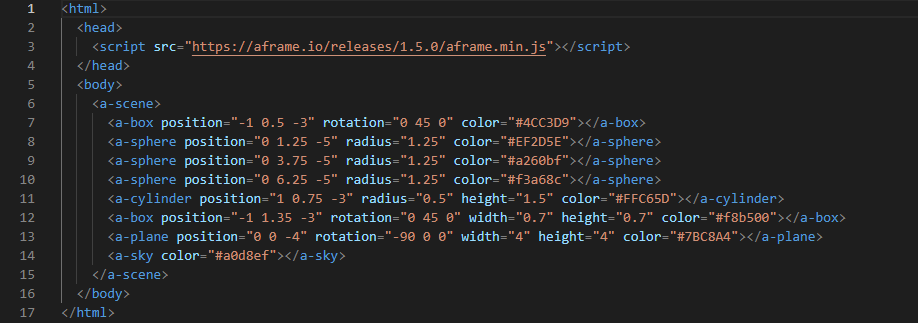 1 <html>
2 <head>
3 <script src="https://aframe.io/releases/1.5.0/aframe.min.js"></script>
4 </head>
5 <body>
6 <a-scene>
7 <a-box position="-1 0.5 -3" rotation="0 45 0" color="#4CC3D9"></a-box>
8 <a-sphere position="0 1.25 -5" radius="1.25" color="#EF2D5E"></a-sphere>
9 <a-sphere position="0 3.75 -5" radius="1.25" color="#a260bf"></a-sphere>
10 <a-sphere position="0 6.25 -5" radius="1.25" color="#f3a68c"></a-sphere>
11 <a-cylinder position="1 0.75 -3" radius="0.5" height="1.5" color="#FFC65D"></a-cylinder>
12 <a-box position="-1 1.35 -3" rotation="0 45 0" width="0.7" height="0.7" color="#f8b500"></a-box>
13 <a-plane position="0 0 -4" rotation="-90 0 0" width="4" height="4" color="#7BC8A4"></a-plane>
14 <a-sky color="#a0d8ef"></a-sky>
15 </a-scene>
16 </body>
17 </html>